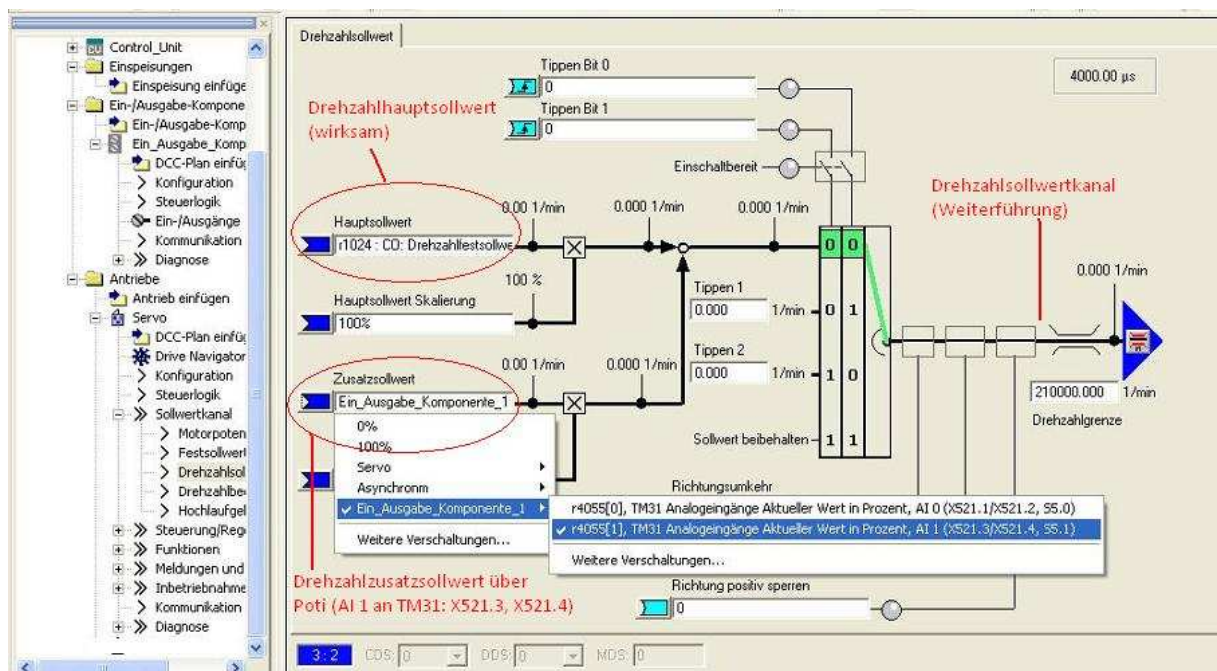 Control_Unit
Einspeisungen
Einspeisung einfüge
Ein-/Ausgabe-Kompone
Ein-/Ausgabe-Komp
Ein_Ausgabe_Komp
DCC-Plan einfüg
Konfiguration
Steuerlogik
Ein-/Ausgänge
Kommunikation
Diagnose
Antriebe
Antrieb einfügen
Servo
DCC-Plan einfüg
Drive Navigator
Konfiguration
Steuerlogik
Sollwertkanal
Motorpoten
Festsollwert
Drehzahlsol
Drehzahlbe
Hochlaufgel
Steuerung/Reg
Funktionen
Meldungen und
Inbetriebnahme
Kommunikation
Diagnose
Drehzahlsollwert
Tippen Bit 0
0
Tippen Bit 1
0
4000.00 µs
Drehzahlhauptsollwert
(wirksam)
Einschaltbereit
Drehzahlsollwertkanal
(Weiterführung)
Hauptsollwert
0.00 1/min
0.000 1/min
0.000 1/min
r1024 : CO: Drehzahlfestsollwe
0 0
0.000 1/min
100 %
Hauptsollwert Skalierung
100%
Tippen 1
0.000 1/min
0 1
Tippen 2
0.000 1/min
1 0
Zusatzsollwert
0.00 1/min
0.000 1/min
Ein_Ausgabe_Komponente_1
210000.000 1/min
Drehzahlgrenze
0%
100%
Servo
Asynchronm
Ein_Ausgabe_Komponente_1
Weitere Verschaltungen...
Sollwert beibehalten
1 1
Richtungsumkehr
r4055[0], TM31 Analogeingänge Aktueller Wert in Prozent, AI 0 (X521.1/X521.2, S5.0)
r4055[1], TM31 Analogeingänge Aktueller Wert in Prozent, AI 1 (X521.3/X521.4, S5.1)
Weitere Verschaltungen...
Drehzahlzusatzsollwert über
Poti (AI 1 an TM31: X521.3, X521.4)
Richtung positiv sperren
0
3:2 CDS: 0 DDS: 0 MDS: 0